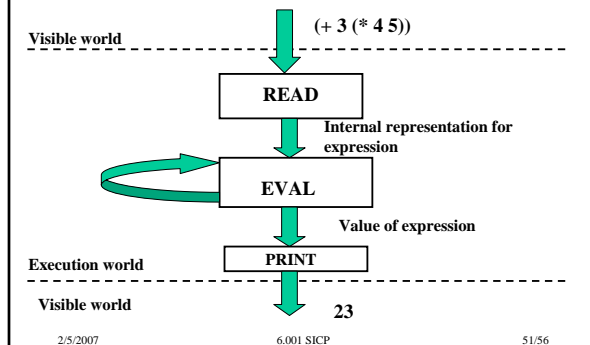 (+ 3 (* 4 5))
Visible world
READ
Internal representation for
expression
EVAL
Value of expression
PRINT
Execution world
Visible world
23
2/5/2007 6.001 SICP 51/56